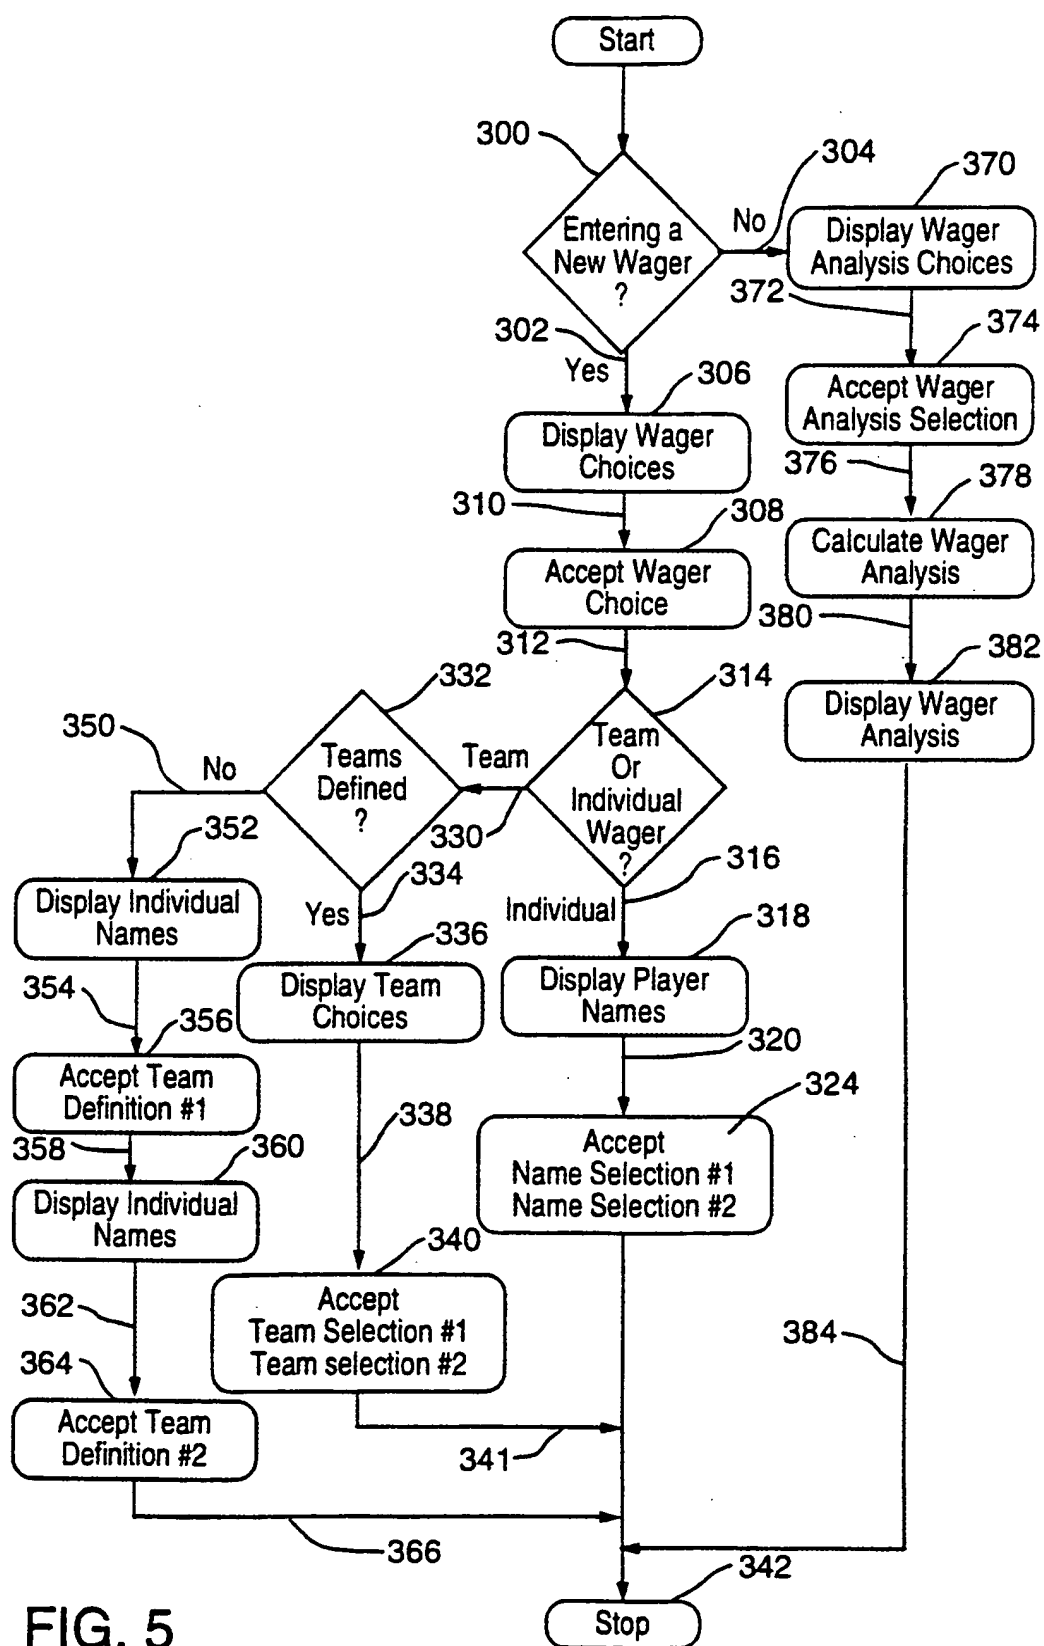 Start
300
304
370
Entering a
New Wager
?
No
Display Wager
Analysis Choices
302
Yes
372
374
306
Accept Wager
Analysis Selection
Display Wager
Choices
376
378
310
308
Calculate Wager
Analysis
Accept Wager
Choice
380
312
382
332
314
Display Wager
Analysis
350
No
Teams
Defined
?
Team
Team
Or
Individual
Wager
?
330
352
334
316
Display Individual
Names
Yes
Individual
336
318
354
Display Team
Choices
Display Player
Names
356
320
Accept Team
Definition #1
338
324
358
360
Accept
Name Selection #1
Name Selection #2
Display Individual
Names
340
362
Accept
Team Selection #1
Team selection #2
384
364
Accept Team
Definition #2
341
366
342
Stop
FIG. 5